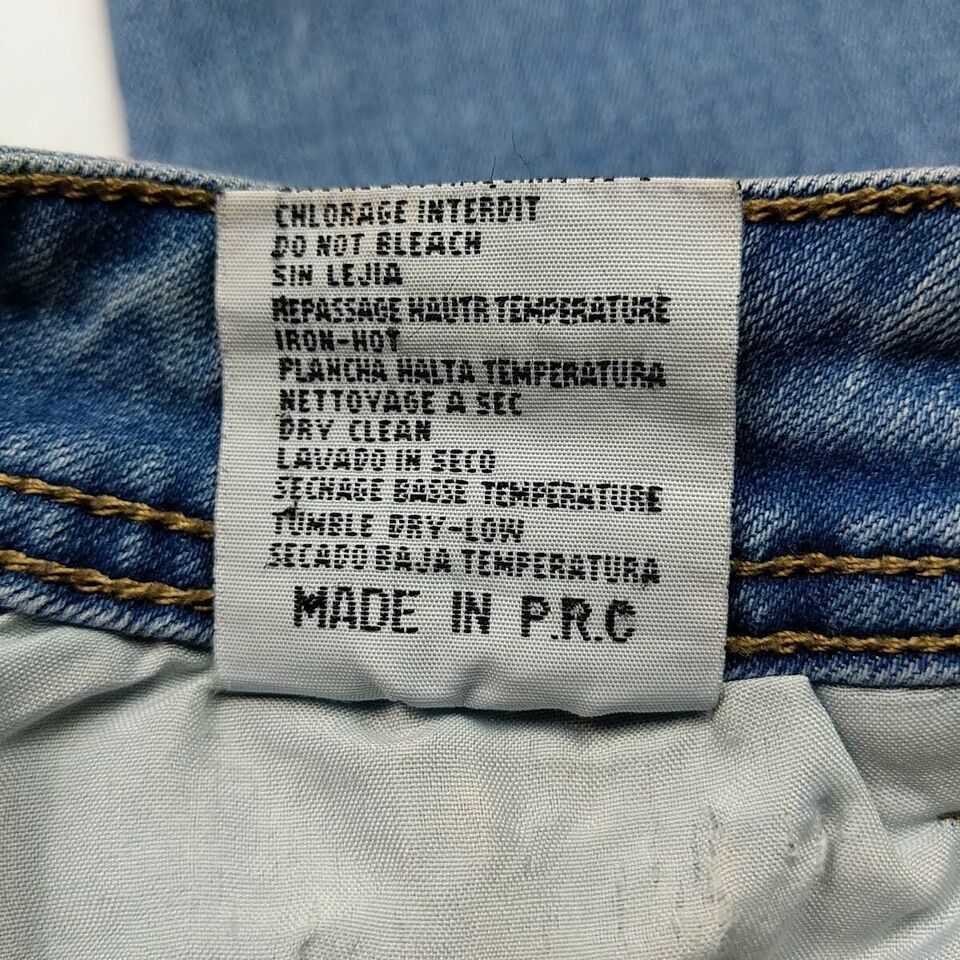 CHLORAGE INTERDIT
DO NOT BLEACH
SIN LEJIA
REPASSAGE HAUTR TEMPERATURE
IRON-HOT
PLANCHA HALTA TEMPERATURA
NETTOYAGE A SEC
DRY CLEAN
LAVADO IN SECO
SECHAGE BASSE TEMPERATURE
TUMBLE DRY-LOW
SECADO BAJA TEMPERATURA
MADE IN P.R.C